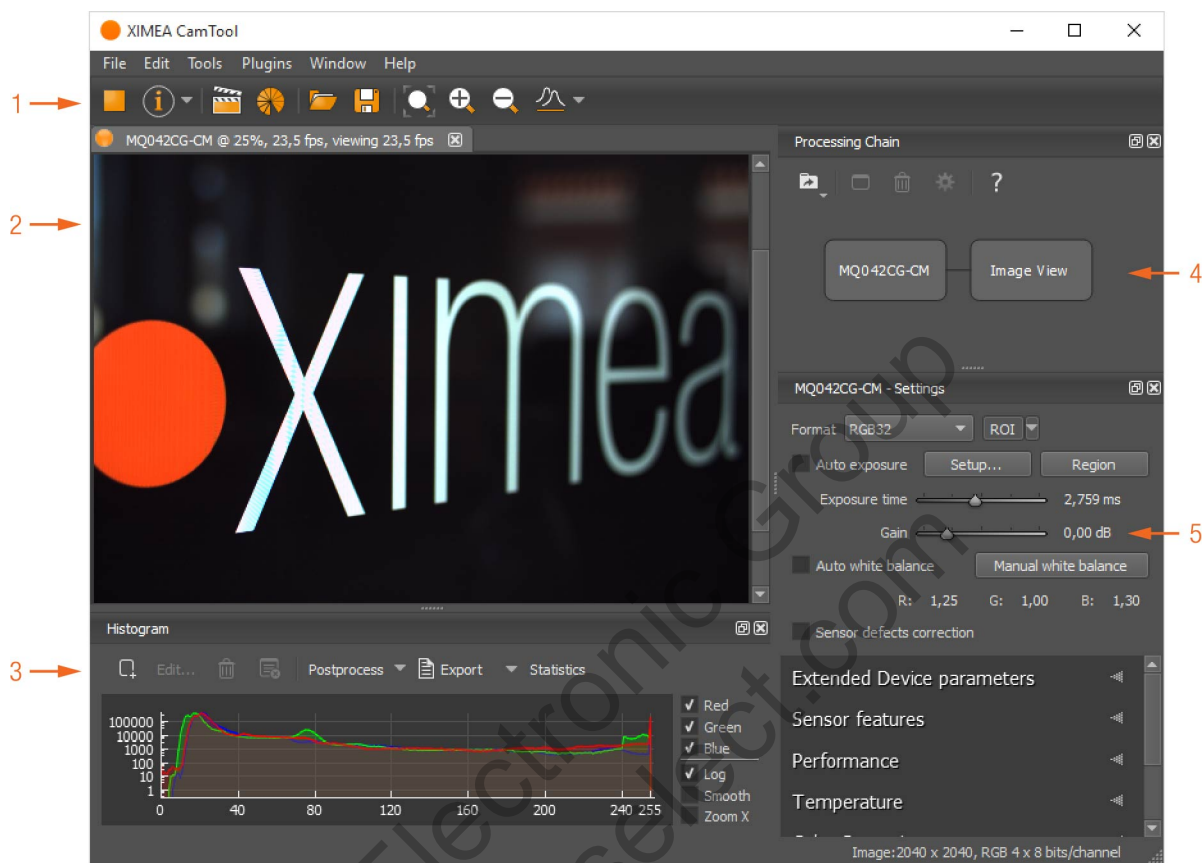 XIMEA CamTool
File Edit Tools Plugins Window Help
1
MQ042CG-CM @ 25%, 23,5 fps, viewing 23,5 fps
2
ximea
Processing Chain
?
MQ042CG-CM Image View
4
MQ042CG-CM - Settings
Format RGB32 ROI
Auto exposure Setup... Region
Exposure time 2,759 ms
Gain 0,00 dB
5
Auto white balance Manual white balance
R: 1,25 G: 1,00 B: 1,30
Sensor defects correction
Extended Device parameters
Sensor features
Performance
Temperature
Histogram
3
Edit... Postprocess Export Statistics
100000
10000
1000
100
10
1
0 40 80 120 160 200 240 255
Red
Green
Blue
Log
Smooth
Zoom X
Image:2040 x 2040, RGB 4 x 8 bits/channel
Electronic Group
select.com